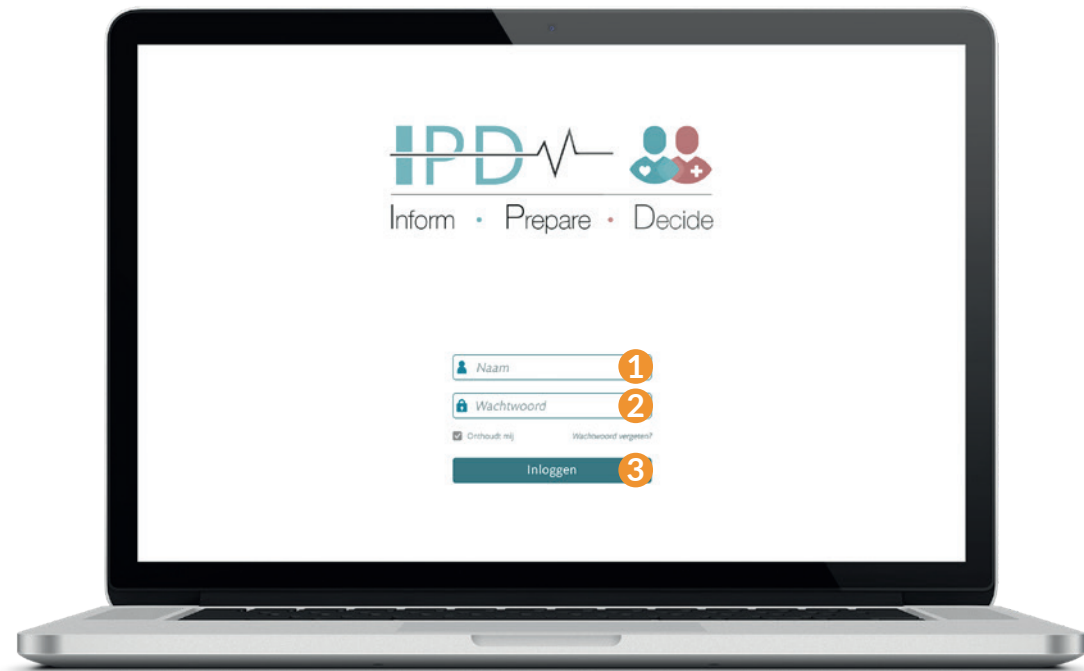 IPD
Inform • Prepare • Decide
Naam 1
Wachtwoord 2
Onthoudt mij Wachtwoord vergeten?
Inloggen 3